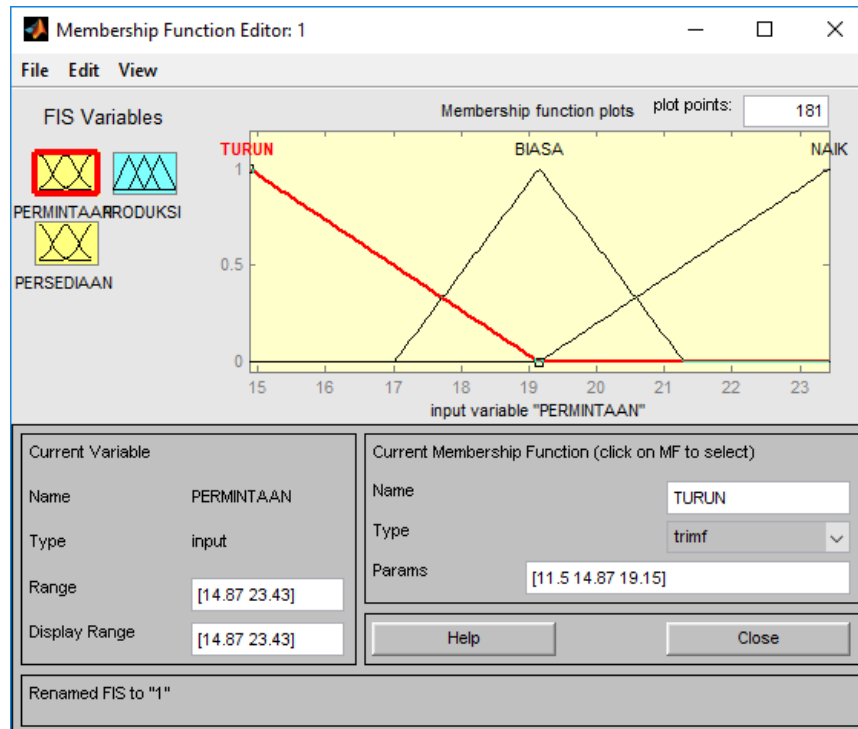 Membership Function Editor: 1
File Edit View
FIS Variables
Membership function plots
plot points:
181
TURUN
BIASA
NAIK
1
0.5
0
15 16 17 18 19 20 21 22 23
input variable "PERMINTAAN"
PERMINTAAN
PRODUKSI
PERSEDIAAN
Current Variable
Name PERMINTAAN
Type input
Range [14.87 23.43]
Display Range [14.87 23.43]
Current Membership Function (click on MF to select)
Name TURUN
Type trimf
Params [11.5 14.87 19.15]
Help
Close
Renamed FIS to "1"